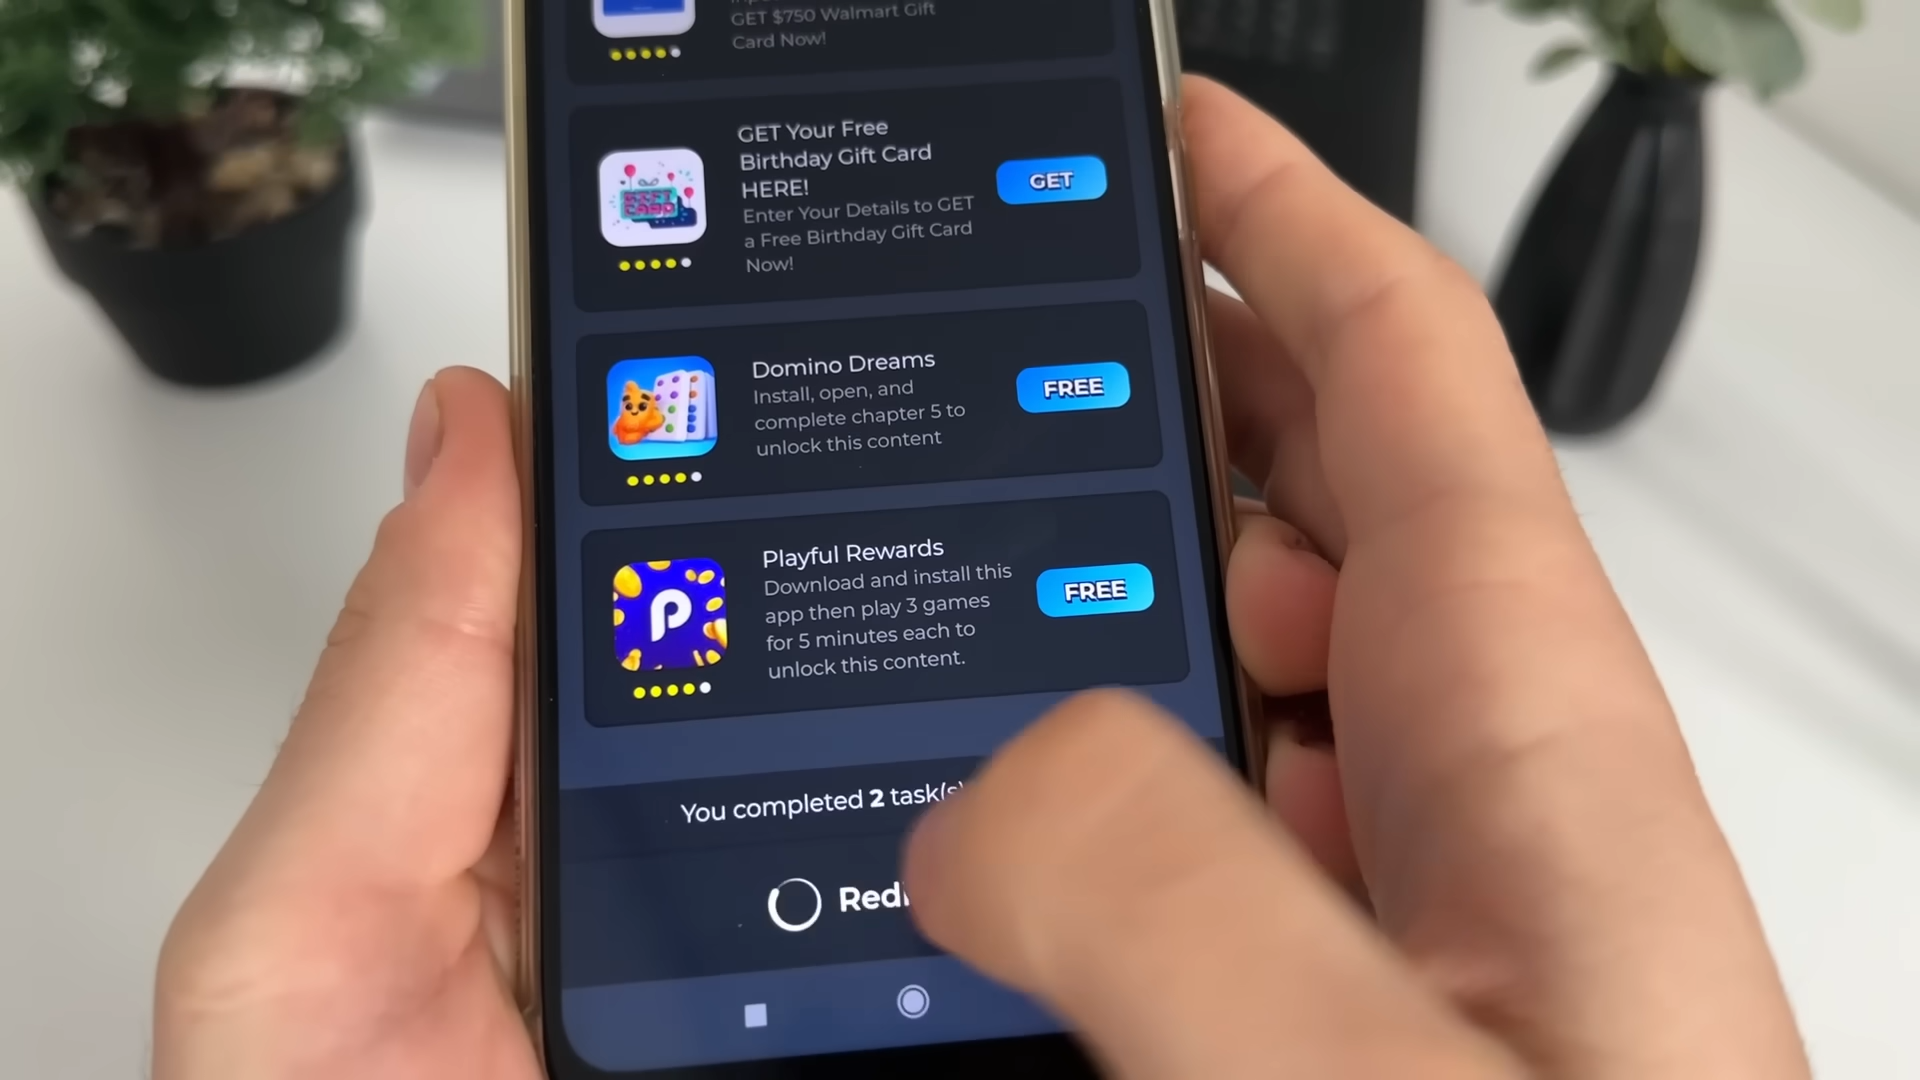 GET $750 Walmart Gift
Card Now!
GET Your Free
Birthday Gift Card
HERE!
Enter Your Details to GET
a Free Birthday Gift Card
Now!
GET
GIFT
CARD
Domino Dreams
Install, open, and
complete chapter 5 to
unlock this content
FREE
Playful Rewards
Download and install this
app then play 3 games
for 5 minutes each to
unlock this content.
FREE
P
You completed 2 task(s)